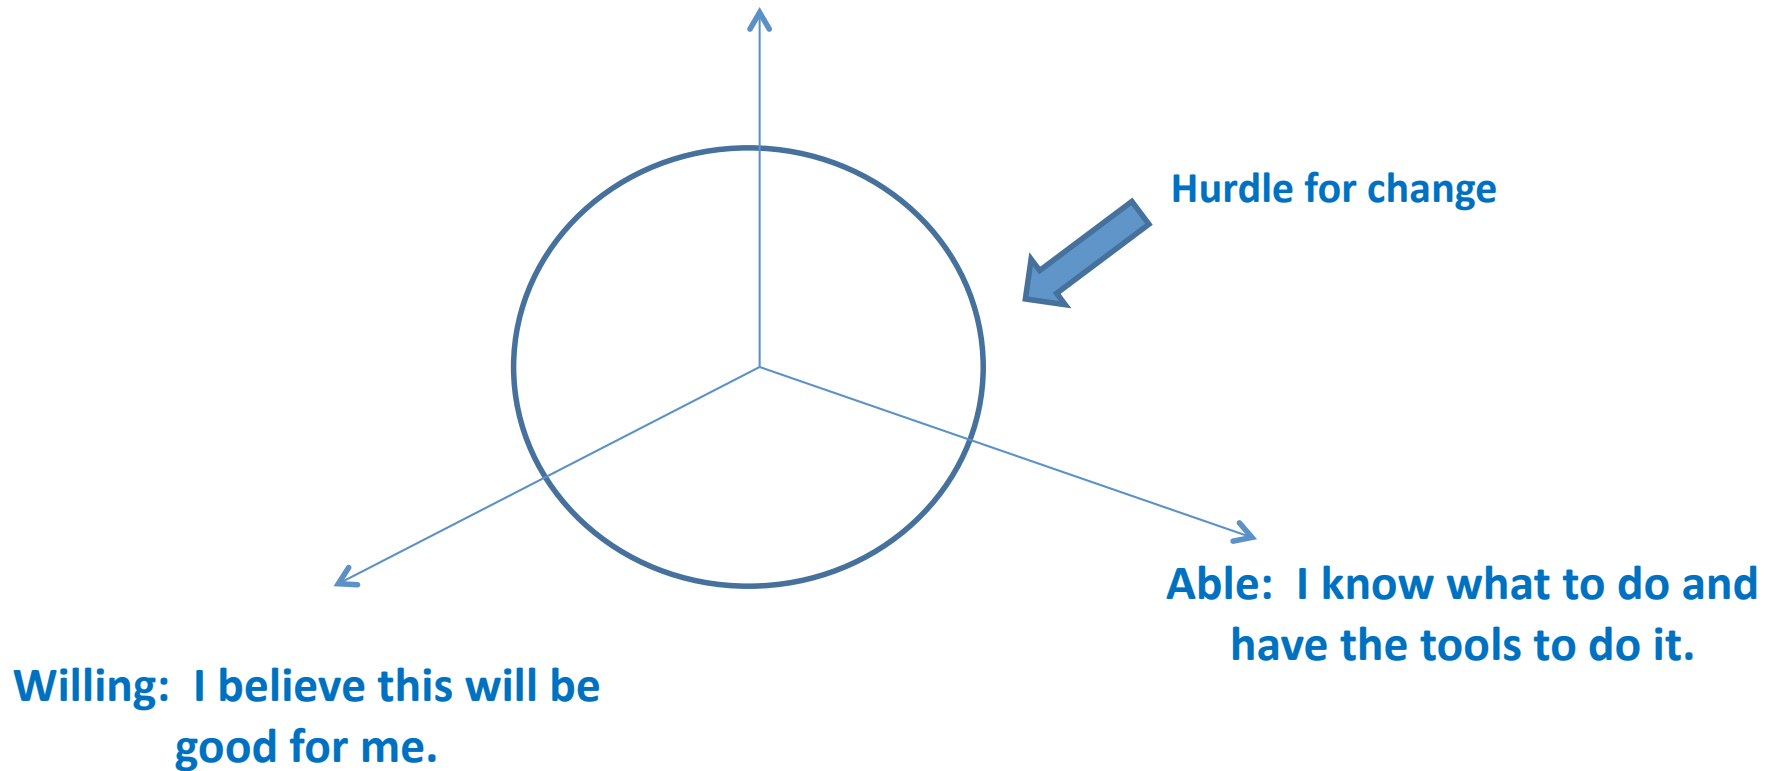 Hurdle for change
Able:  I know what to do and
have the tools to do it.
Willing:  I believe this will be
good for me.